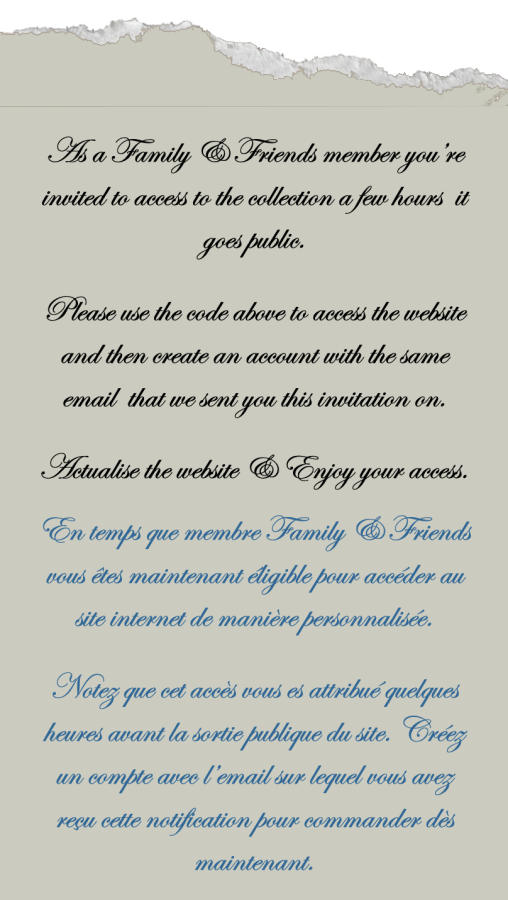 As a Family & Friends member you're
invited to access to the collection a few hours it
goes public.
Please use the code above to access the website
and then create an account with the same
email that we sent you this invitation on.
Actualise the website & Enjoy your access.
En temps que membre Family & Friends
vous êtes maintenant éligible pour accéder au
site internet de manière personnalisée.
Notez que cet accès vous es attribué quelques
heures avant la sortie publique du site. Créez
un compte avec l'email sur lequel vous avez
reçu cette notification pour commander dès
maintenant.